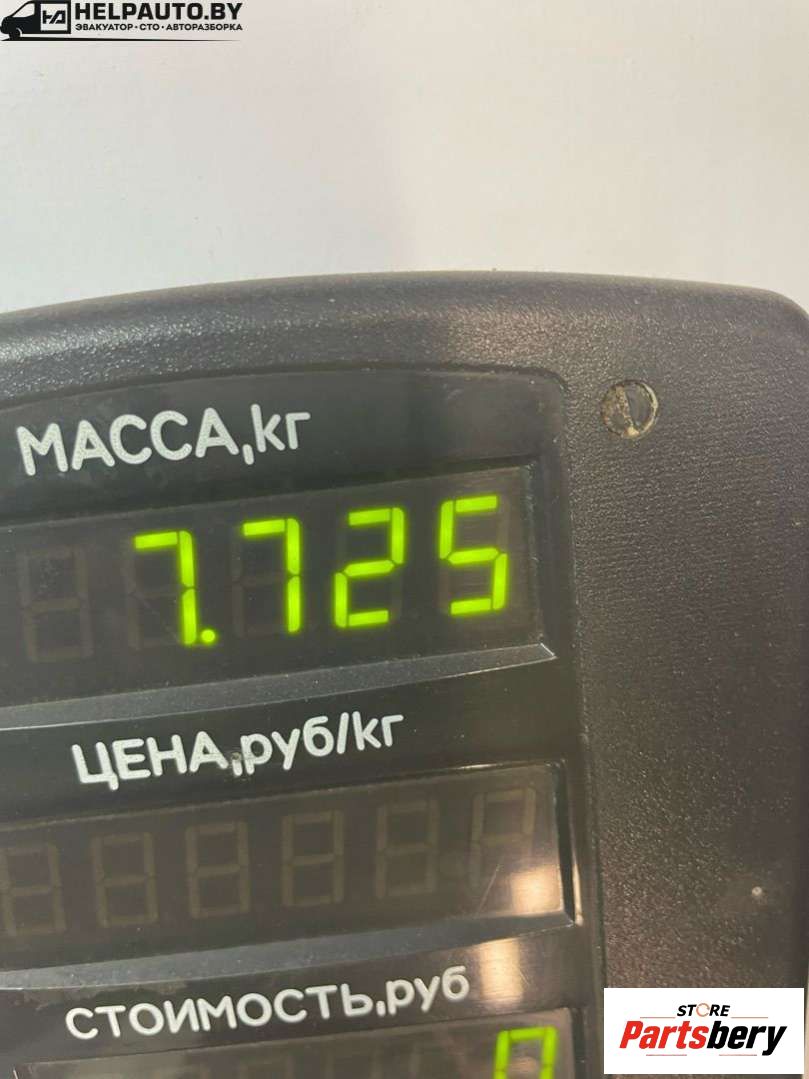 HELPAUTO.BY
ЭВАКУАТОР • СТО • АВТОРАЗБОРКА
МАССА,кг
7.725
ЦЕНА,руб/кг
СТОИМОСТЬ,руб
0
STORE
Partsbery